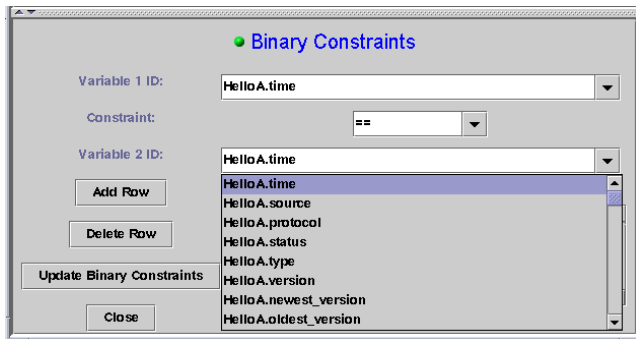 Binary Constraints
Variable 1 ID:
HelloA.time
Constraint:
==
Variable 2 ID:
HelloA.time
Add Row
Delete Row
Update Binary Constraints
Close
HelloA.time
HelloA.source
HelloA.protocol
HelloA.status
HelloA.type
HelloA.version
HelloA.newest_version
HelloA.oldest_version